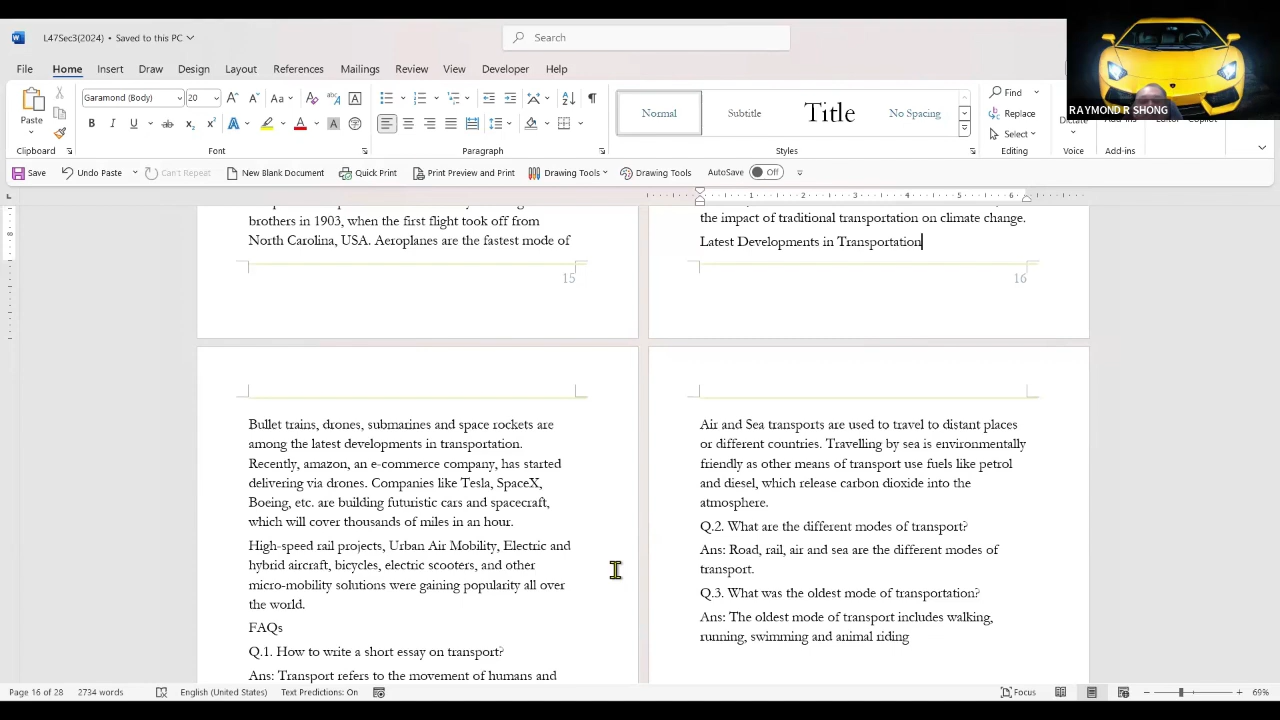 L47Sec3(2024) • Saved to this PC
Search
RAYMOND R SHONG
File Home Insert Draw Design Layout References Mailings Review View Developer Help
Paste
Garamond (Body) 20
Normal Subtitle Title No Spacing
Find
Replace
Select
Dictate
Clipboard Font Paragraph Styles Editing Voice Add-ins
Save Undo Paste Can't Repeat New Blank Document Quick Print Print Preview and Print Drawing Tools Drawing Tools AutoSave Off
brothers in 1903, when the first flight took off from
North Carolina, USA. Aeroplanes are the fastest mode of
15
the impact of traditional transportation on climate change.
Latest Developments in Transportation
16
Bullet trains, drones, submarines and space rockets are
among the latest developments in transportation.
Recently, amazon, an e-commerce company, has started
delivering via drones. Companies like Tesla, SpaceX,
Boeing, etc. are building futuristic cars and spacecraft,
which will cover thousands of miles in an hour.
High-speed rail projects, Urban Air Mobility, Electric and
hybrid aircraft, bicycles, electric scooters, and other
micro-mobility solutions were gaining popularity all over
the world.
FAQs
Q.1. How to write a short essay on transport?
Ans: Transport refers to the movement of humans and
Air and Sea transports are used to travel to distant places
or different countries. Travelling by sea is environmentally
friendly as other means of transport use fuels like petrol
and diesel, which release carbon dioxide into the
atmosphere.
Q.2. What are the different modes of transport?
Ans: Road, rail, air and sea are the different modes of
transport.
Q.3. What was the oldest mode of transportation?
Ans: The oldest mode of transport includes walking,
running, swimming and animal riding
Page 16 of 28 2734 words English (United States) Text Predictions: On Focus 69%